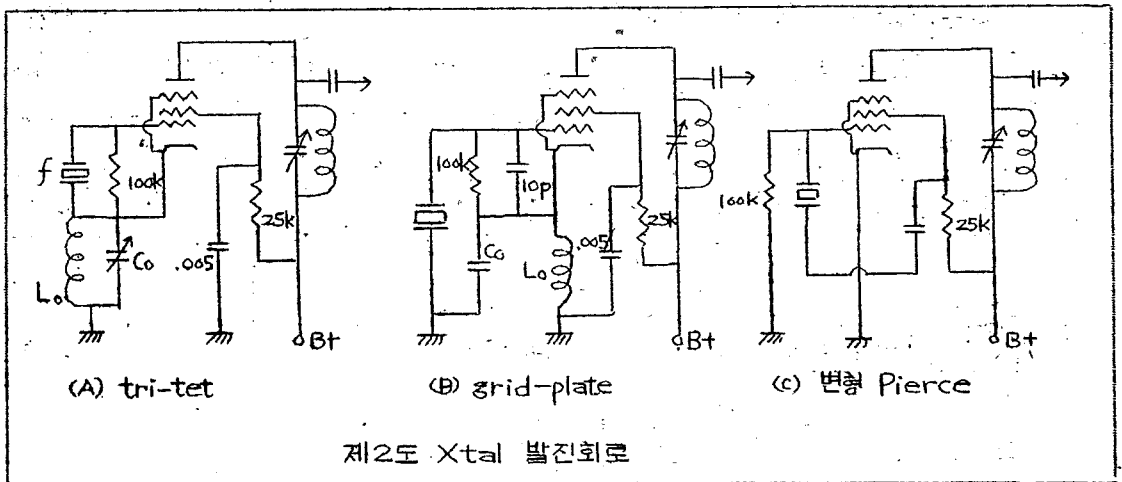 f
100k
Lo
Co
.005
25k
B+
(A) tri-tet
100k
10p
Co
Lo
.005
25k
B+
(B) grid-plate
100k
25k
B+
(C) 변형 Pierce
제2도 Xtal 발진회로